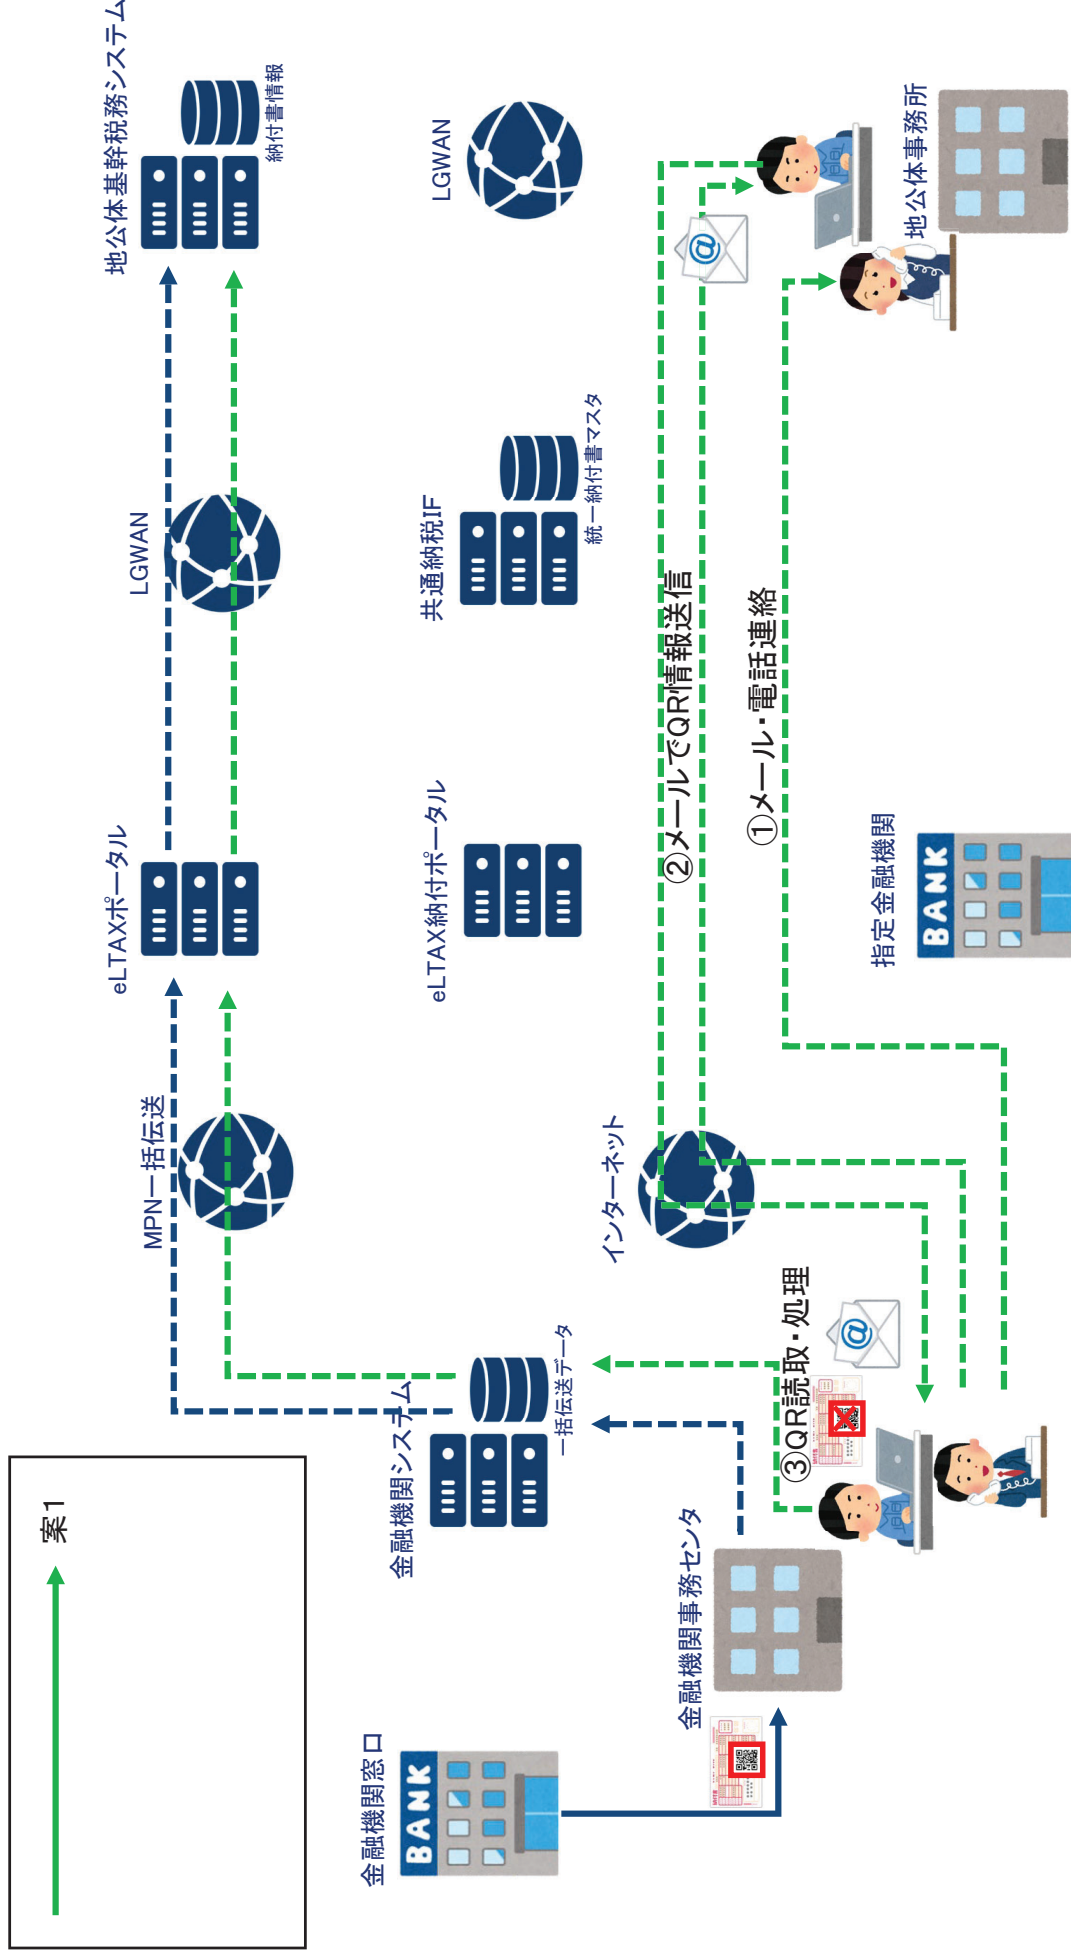 案1
金融機関窓口
BANK
金融機関事務センタ
金融機関システム
一括伝送データ
MPN一括伝送
eLTAXポータル
LGWAN
地公体基幹税務システム
納付書情報
eLTAX納付ポータル
共通納税IF
統一納付書マスタ
LGWAN
インターネット
③QR読取・処理
②メールでQR情報送信
①メール・電話連絡
指定金融機関
BANK
地公体事務所
@
@